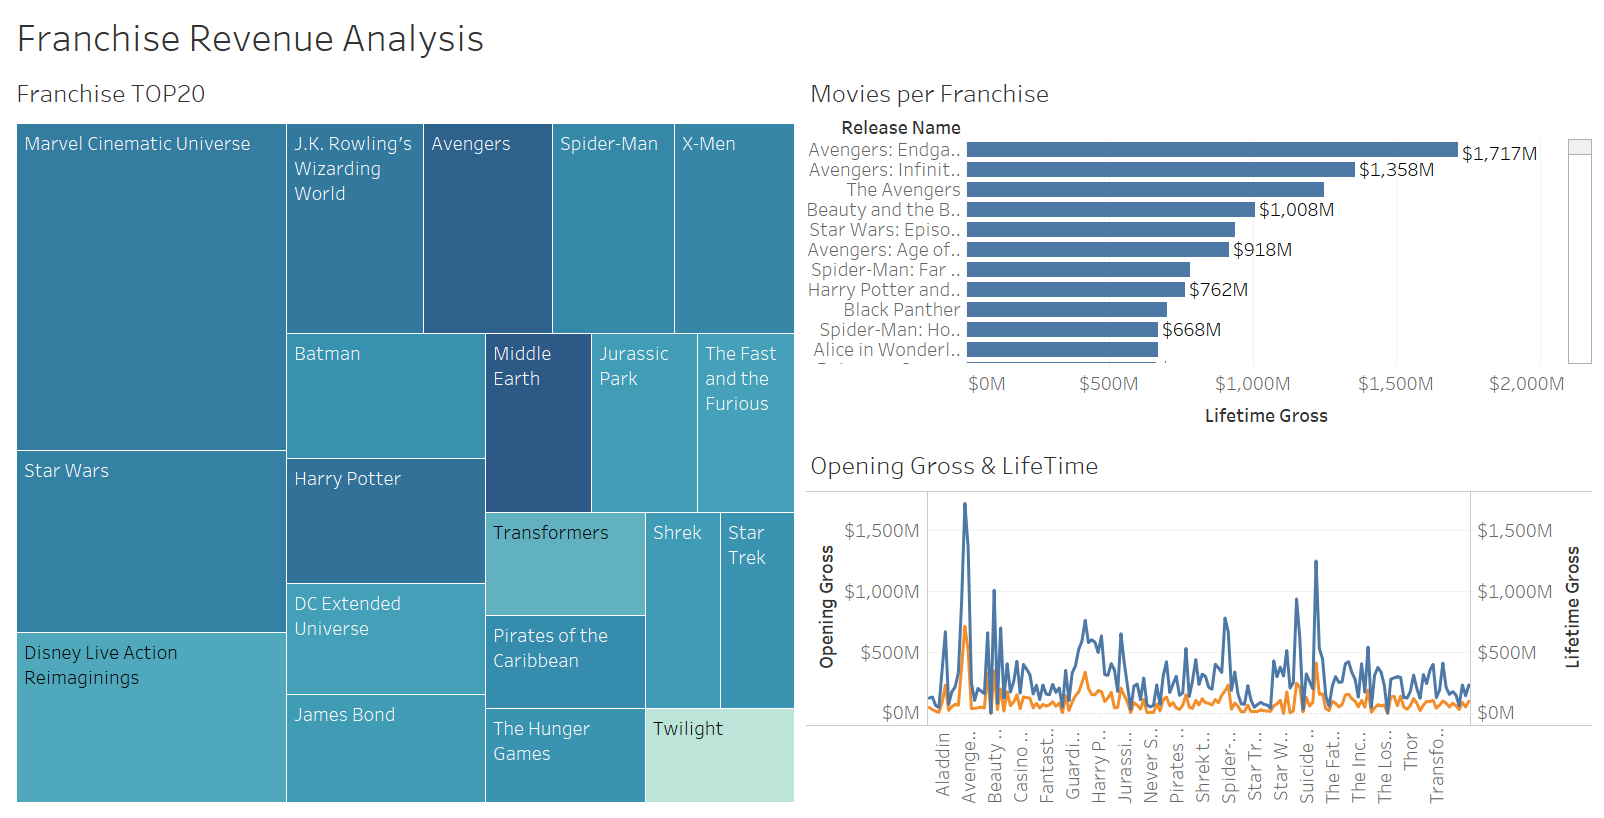 Franchise Revenue Analysis
Franchise TOP20
Marvel Cinematic Universe
Star Wars
Disney Live Action
Reimaginings
J.K. Rowling’s
Wizarding
World
Avengers
Spider-Man
X-Men
Batman
Harry Potter
DC Extended
Universe
James Bond
Middle
Earth
Jurassic
Park
The Fast
and the
Furious
Transformers
Shrek
Star
Trek
Pirates of the
Caribbean
The Hunger
Games
Twilight
Movies per Franchise
Release Name
Avengers: Endga.. $1,717M
Avengers: Infinit.. $1,358M
The Avengers
Beauty and the B.. $1,008M
Star Wars: Episo..
Avengers: Age of.. $918M
Spider-Man: Far ..
Harry Potter and.. $762M
Black Panther
Spider-Man: Ho.. $668M
Alice in Wonderl..
$0M $500M $1,000M $1,500M $2,000M
Lifetime Gross
Opening Gross & LifeTime
Opening Gross
$1,500M
$1,000M
$500M
$0M
$1,500M
$1,000M
$500M
$0M
Lifetime Gross
Aladdin
Avenge..
Beauty ..
Casino ..
Fantast..
Guardi..
Harry P..
Jurassi..
Never S..
Pirates ..
Shrek t..
Spider-..
Star Tr..
Star W..
Suicide ..
The Fat..
The Inc..
The Los..
Thor
Transfo..